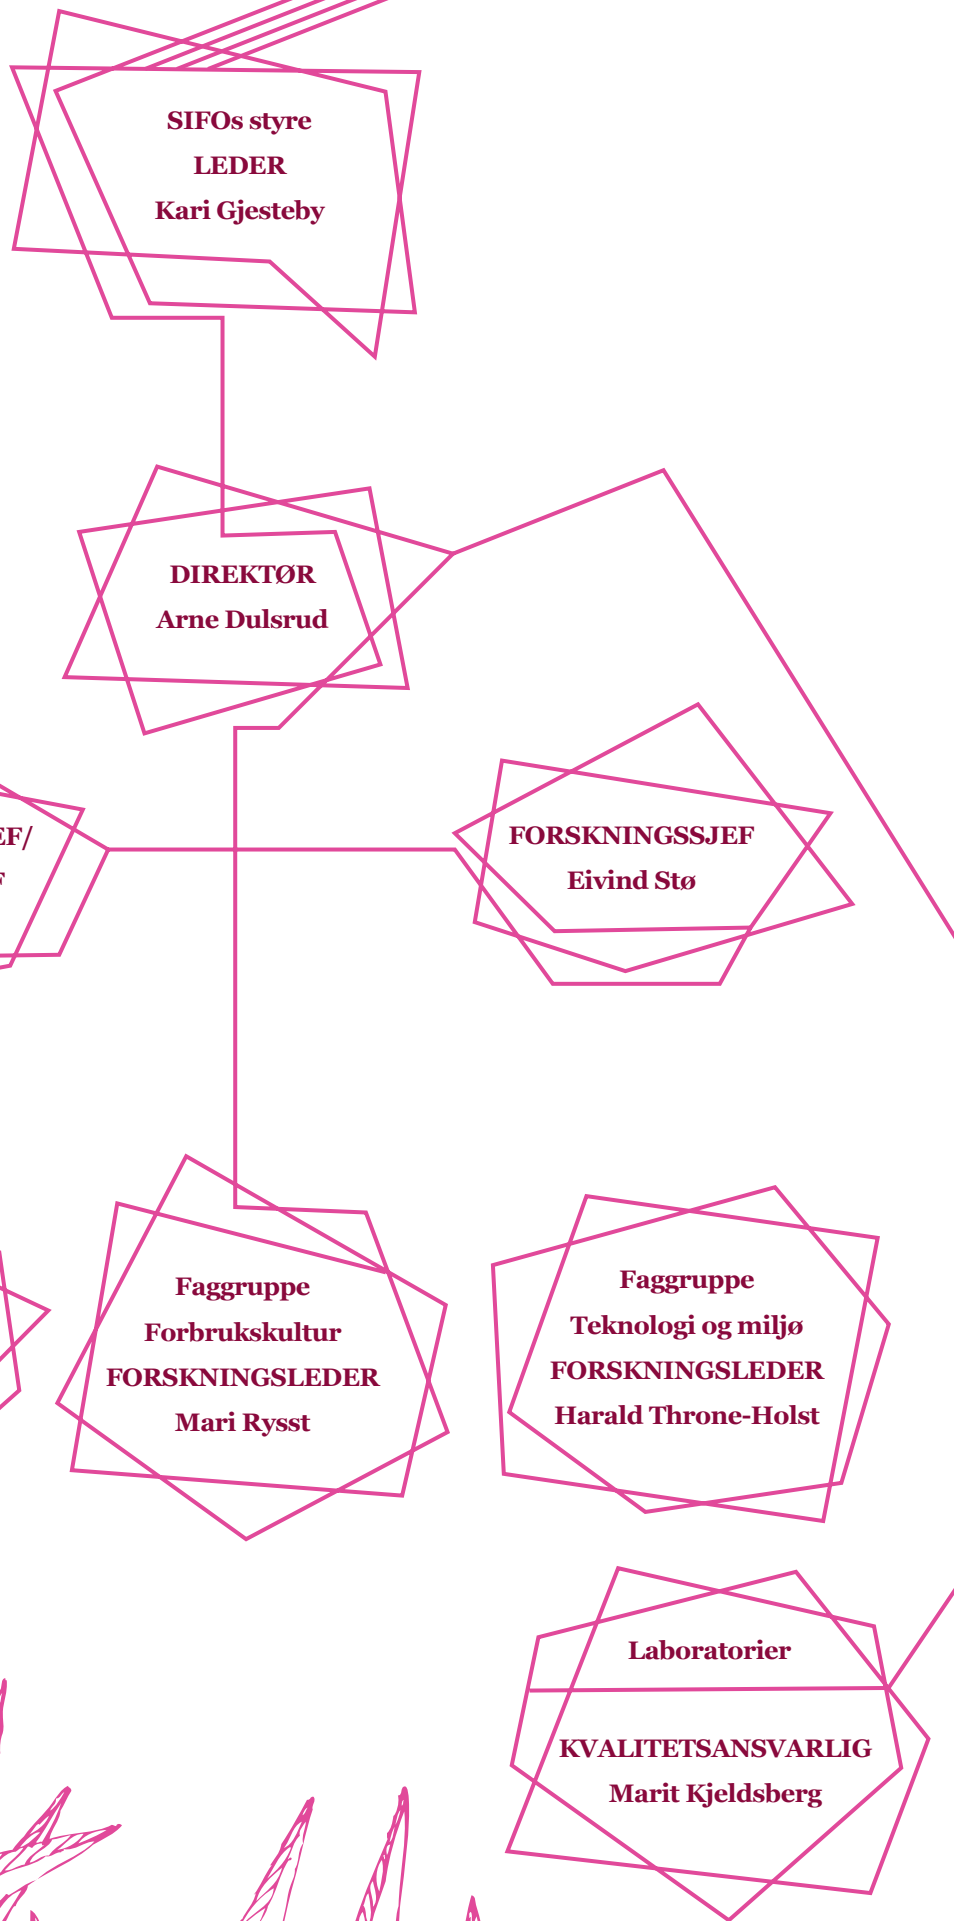 SIFOs styre
LEDER
Kari Gjesteby
DIREKTØR
Arne Dulsrud
EF/
F
FORSKNINGSSJEF
Eivind Stø
Faggruppe
Forbrukskultur
FORSKNINGSLEDER
Mari Rysst
Faggruppe
Teknologi og miljø
FORSKNINGSLEDER
Harald Throne-Holst
Laboratorier
KVALITETSANSVARLIG
Marit Kjeldsberg